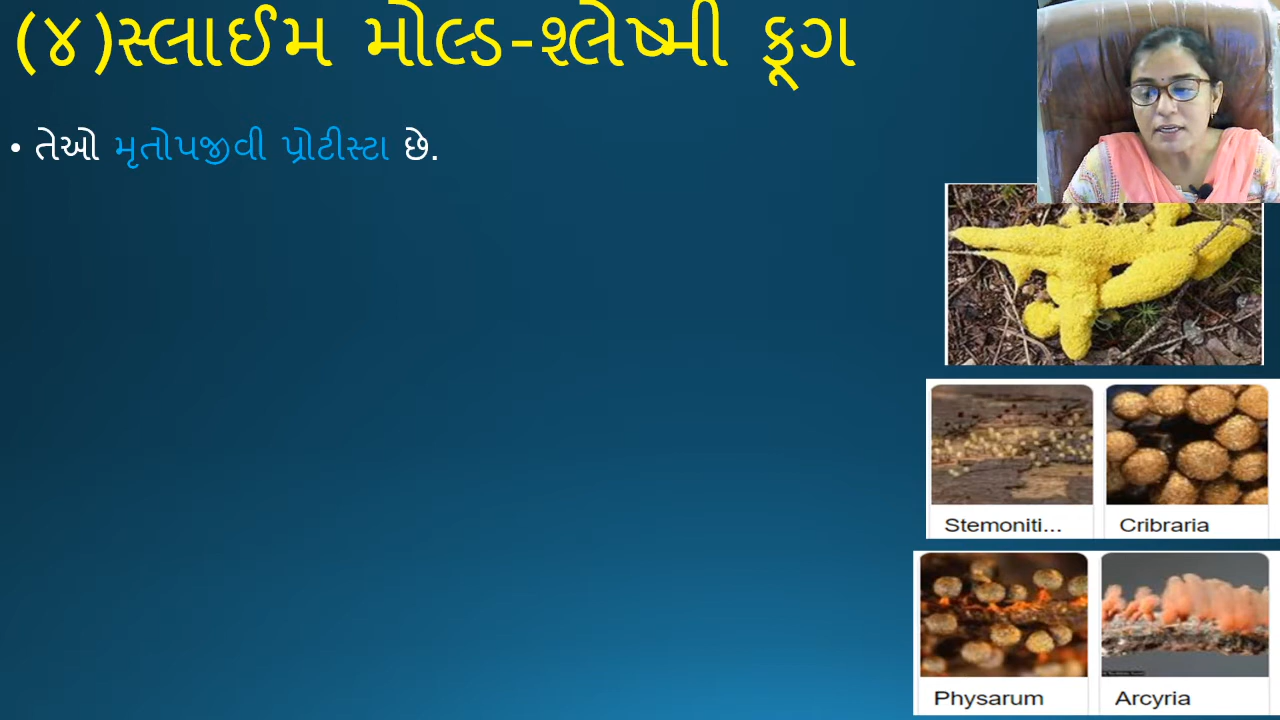 (૪)સ્લાઈમ મોલ્ડ-શ્લેષ્મી ફૂગ
• તેઓ મૃતોપજીવી પ્રોટીસ્ટા છે.
Stemoniti...
Cribraria
Physarum
Arcyria